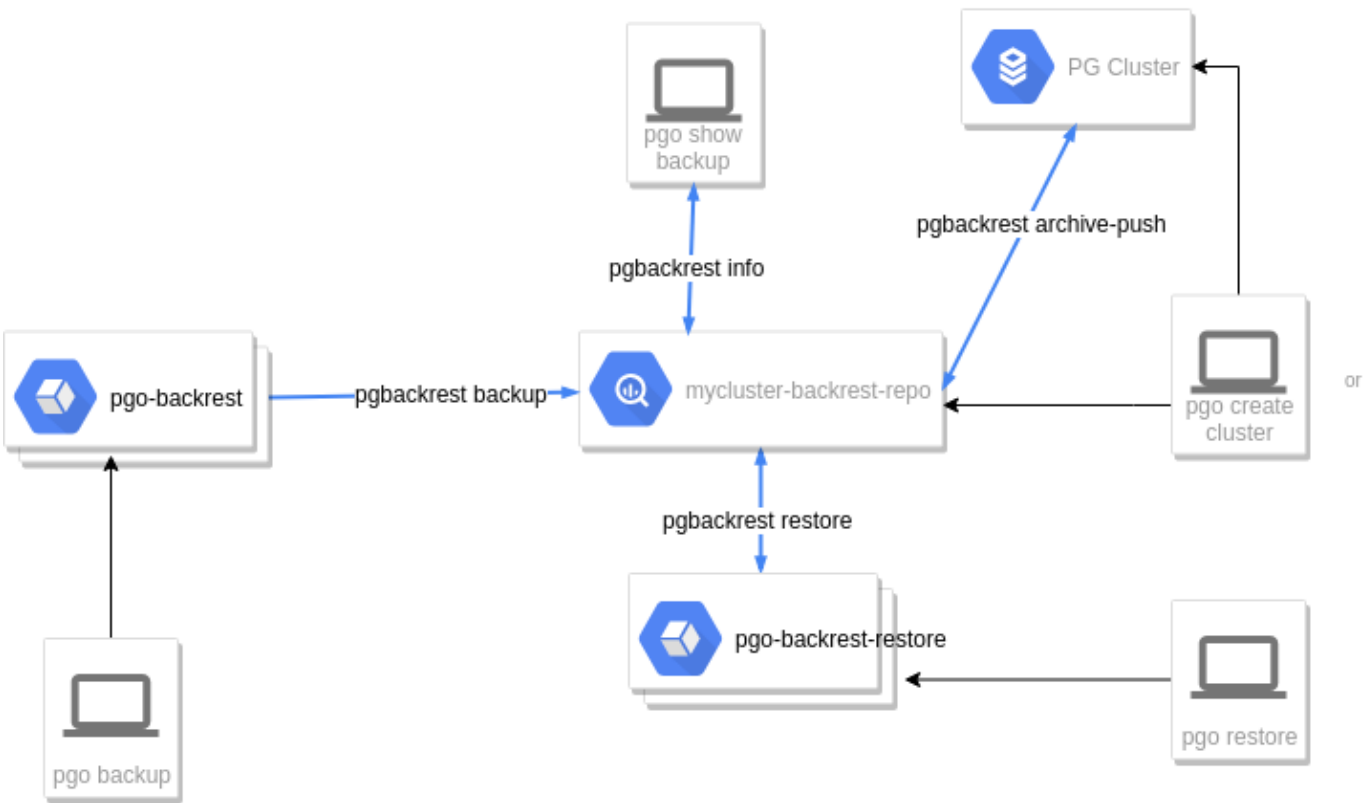 PG Cluster
pgo show
backup
pgbackrest archive-push
pgbackrest info
pgo-backrest
pgbackrest backup
mycluster-backrest-repo
pgo create
cluster
or
pgbackrest restore
pgo-backrest-restore
pgo restore
pgo backup